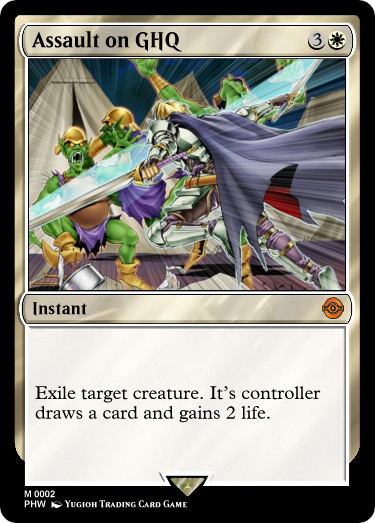 Assault on GHQ 3
Instant
Exile target creature. It's controller
draws a card and gains 2 life.
M 0002
PHW Yugioh Trading Card Game